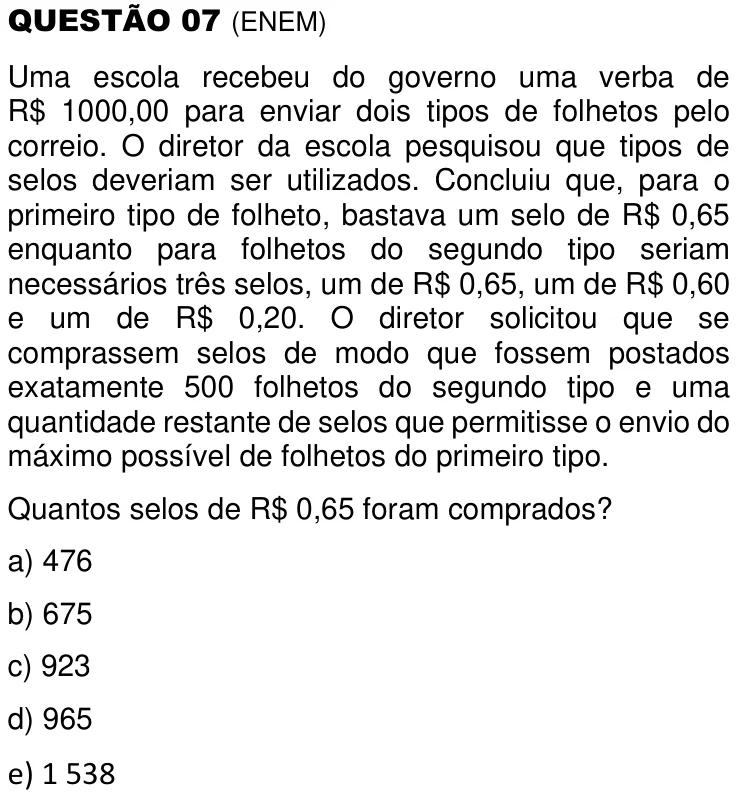 QUESTÃO 07 (ENEM)
Uma escola recebeu do governo uma verba de
R$ 1000,00 para enviar dois tipos de folhetos pelo
correio. O diretor da escola pesquisou que tipos de
selos deveriam ser utilizados. Concluiu que, para o
primeiro tipo de folheto, bastava um selo de R$ 0,65
enquanto para folhetos do segundo tipo seriam
necessários três selos, um de R$ 0,65, um de R$ 0,60
e um de R$ 0,20. O diretor solicitou que se
comprassem selos de modo que fossem postados
exatamente 500 folhetos do segundo tipo e uma
quantidade restante de selos que permitisse o envio do
máximo possível de folhetos do primeiro tipo.
Quantos selos de R$ 0,65 foram comprados?
a) 476
b) 675
c) 923
d) 965
e) 1 538